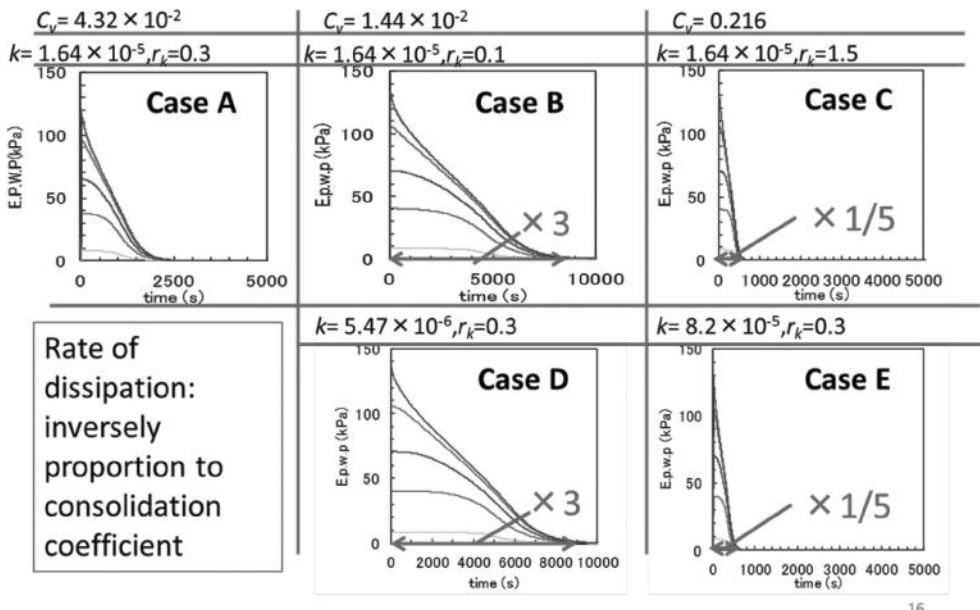 Cᵥ= 4.32 × 10⁻²
Cᵥ= 1.44 × 10⁻²
Cᵥ= 0.216
k= 1.64 × 10⁻⁵,rₖ=0.3
k= 1.64 × 10⁻⁵,rₖ=0.1
k= 1.64 × 10⁻⁵,rₖ=1.5
Case A
E.P.W.P(kPa)
150
100
50
0
0 2500 5000
time (s)
Case B
E.p.w.p (kPa)
150
100
50
0
× 3
0 5000 10000
time (s)
Case C
E.p.w.p (kPa)
150
100
50
0
× 1/5
0 1000 2000 3000 4000 5000
time (s)
Rate of
dissipation:
inversely
proportion to
consolidation
coefficient
k= 5.47 × 10⁻⁶,rₖ=0.3
Case D
E.p.w.p (kPa)
150
100
50
0
× 3
0 2000 4000 6000 8000 10000
time (s)
k= 8.2 × 10⁻⁵,rₖ=0.3
Case E
E.p.w.p (kPa)
150
100
50
0
× 1/5
0 1000 2000 3000 4000 5000
time (s)
16